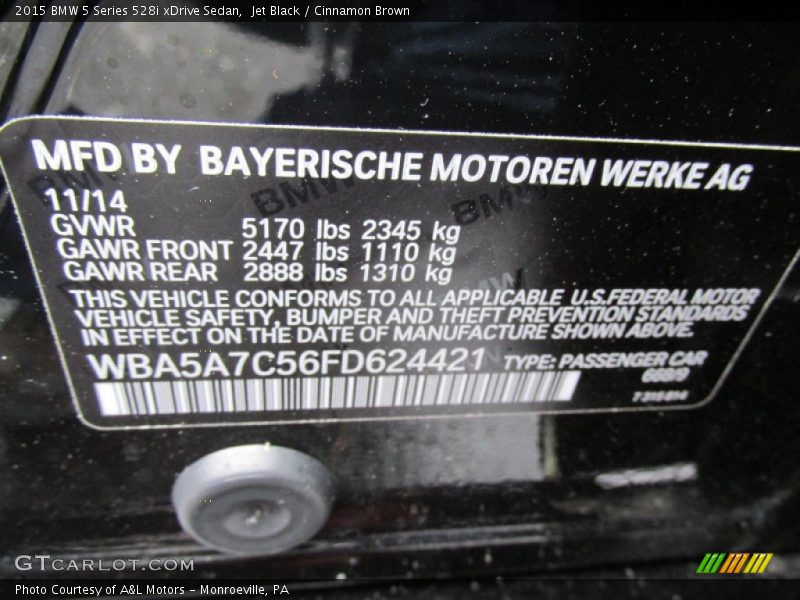 2015 BMW 5 Series 528i xDrive Sedan, Jet Black / Cinnamon Brown
MFD BY BAYERISCHE MOTOREN WERKE AG
11/14
GVWR 5170 lbs 2345 kg
GAWR FRONT 2447 lbs 1110 kg
GAWR REAR 2888 lbs 1310 kg
THIS VEHICLE CONFORMS TO ALL APPLICABLE U.S.FEDERAL MOTOR
VEHICLE SAFETY, BUMPER AND THEFT PREVENTION STANDARDS
IN EFFECT ON THE DATE OF MANUFACTURE SHOWN ABOVE.
WBA5A7C56FD624421 TYPE: PASSENGER CAR
GTCARLOT.COM
Photo Courtesy of A&L Motors - Monroeville, PA